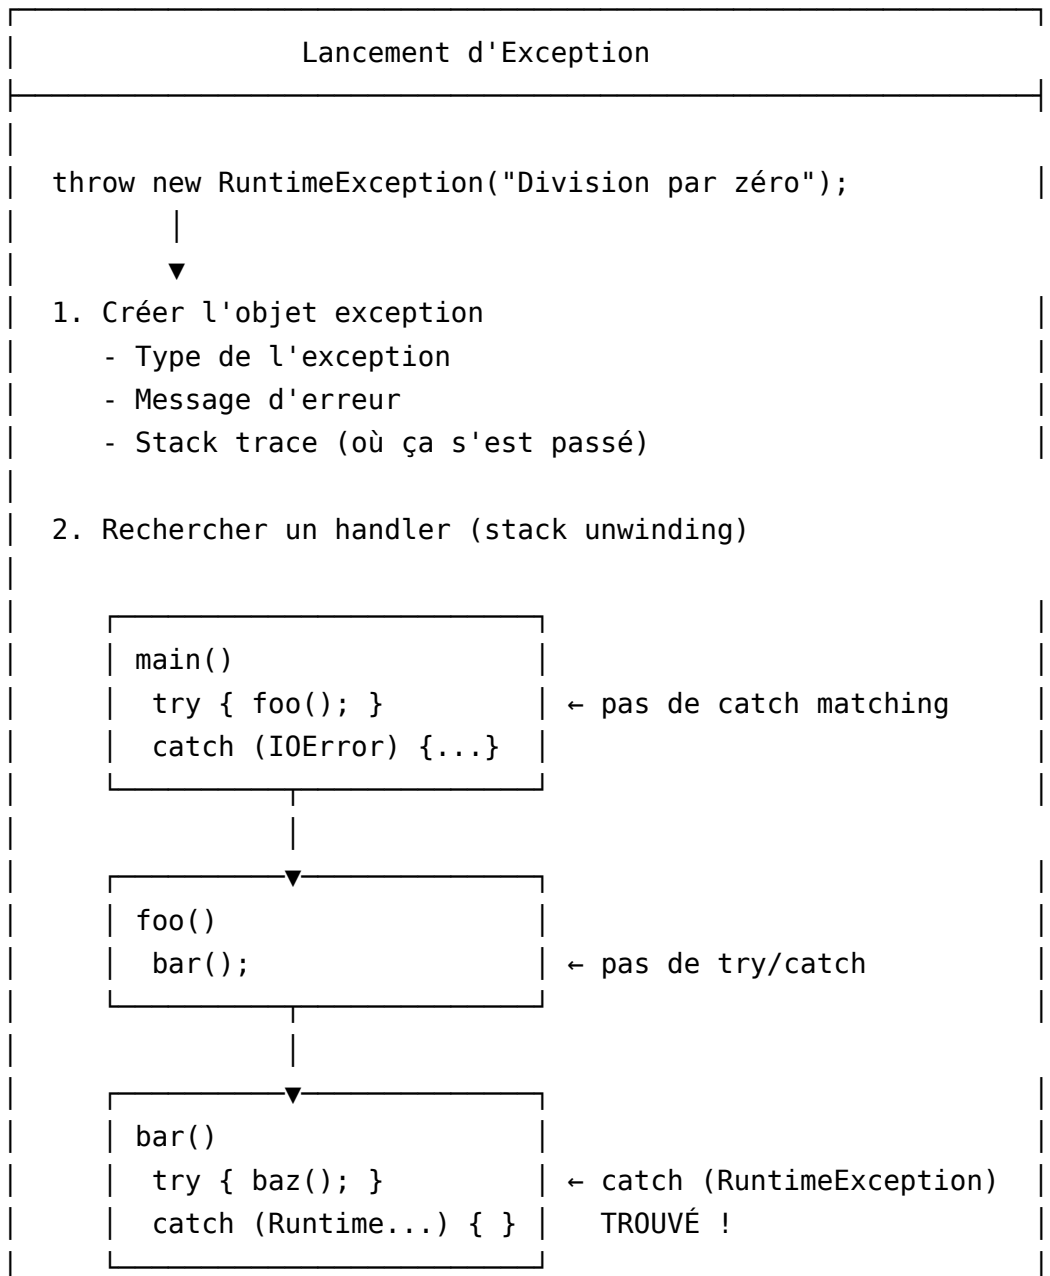 Lancement d'Exception
throw new RuntimeException("Division par zéro");
1. Créer l'objet exception
- Type de l'exception
- Message d'erreur
- Stack trace (où ça s'est passé)
2. Rechercher un handler (stack unwinding)
main()
try { foo(); } ← pas de catch matching
catch (IOError) {...}
foo()
bar(); ← pas de try/catch
bar()
try { baz(); } ← catch (RuntimeException)
catch (Runtime...) { } TROUVÉ !